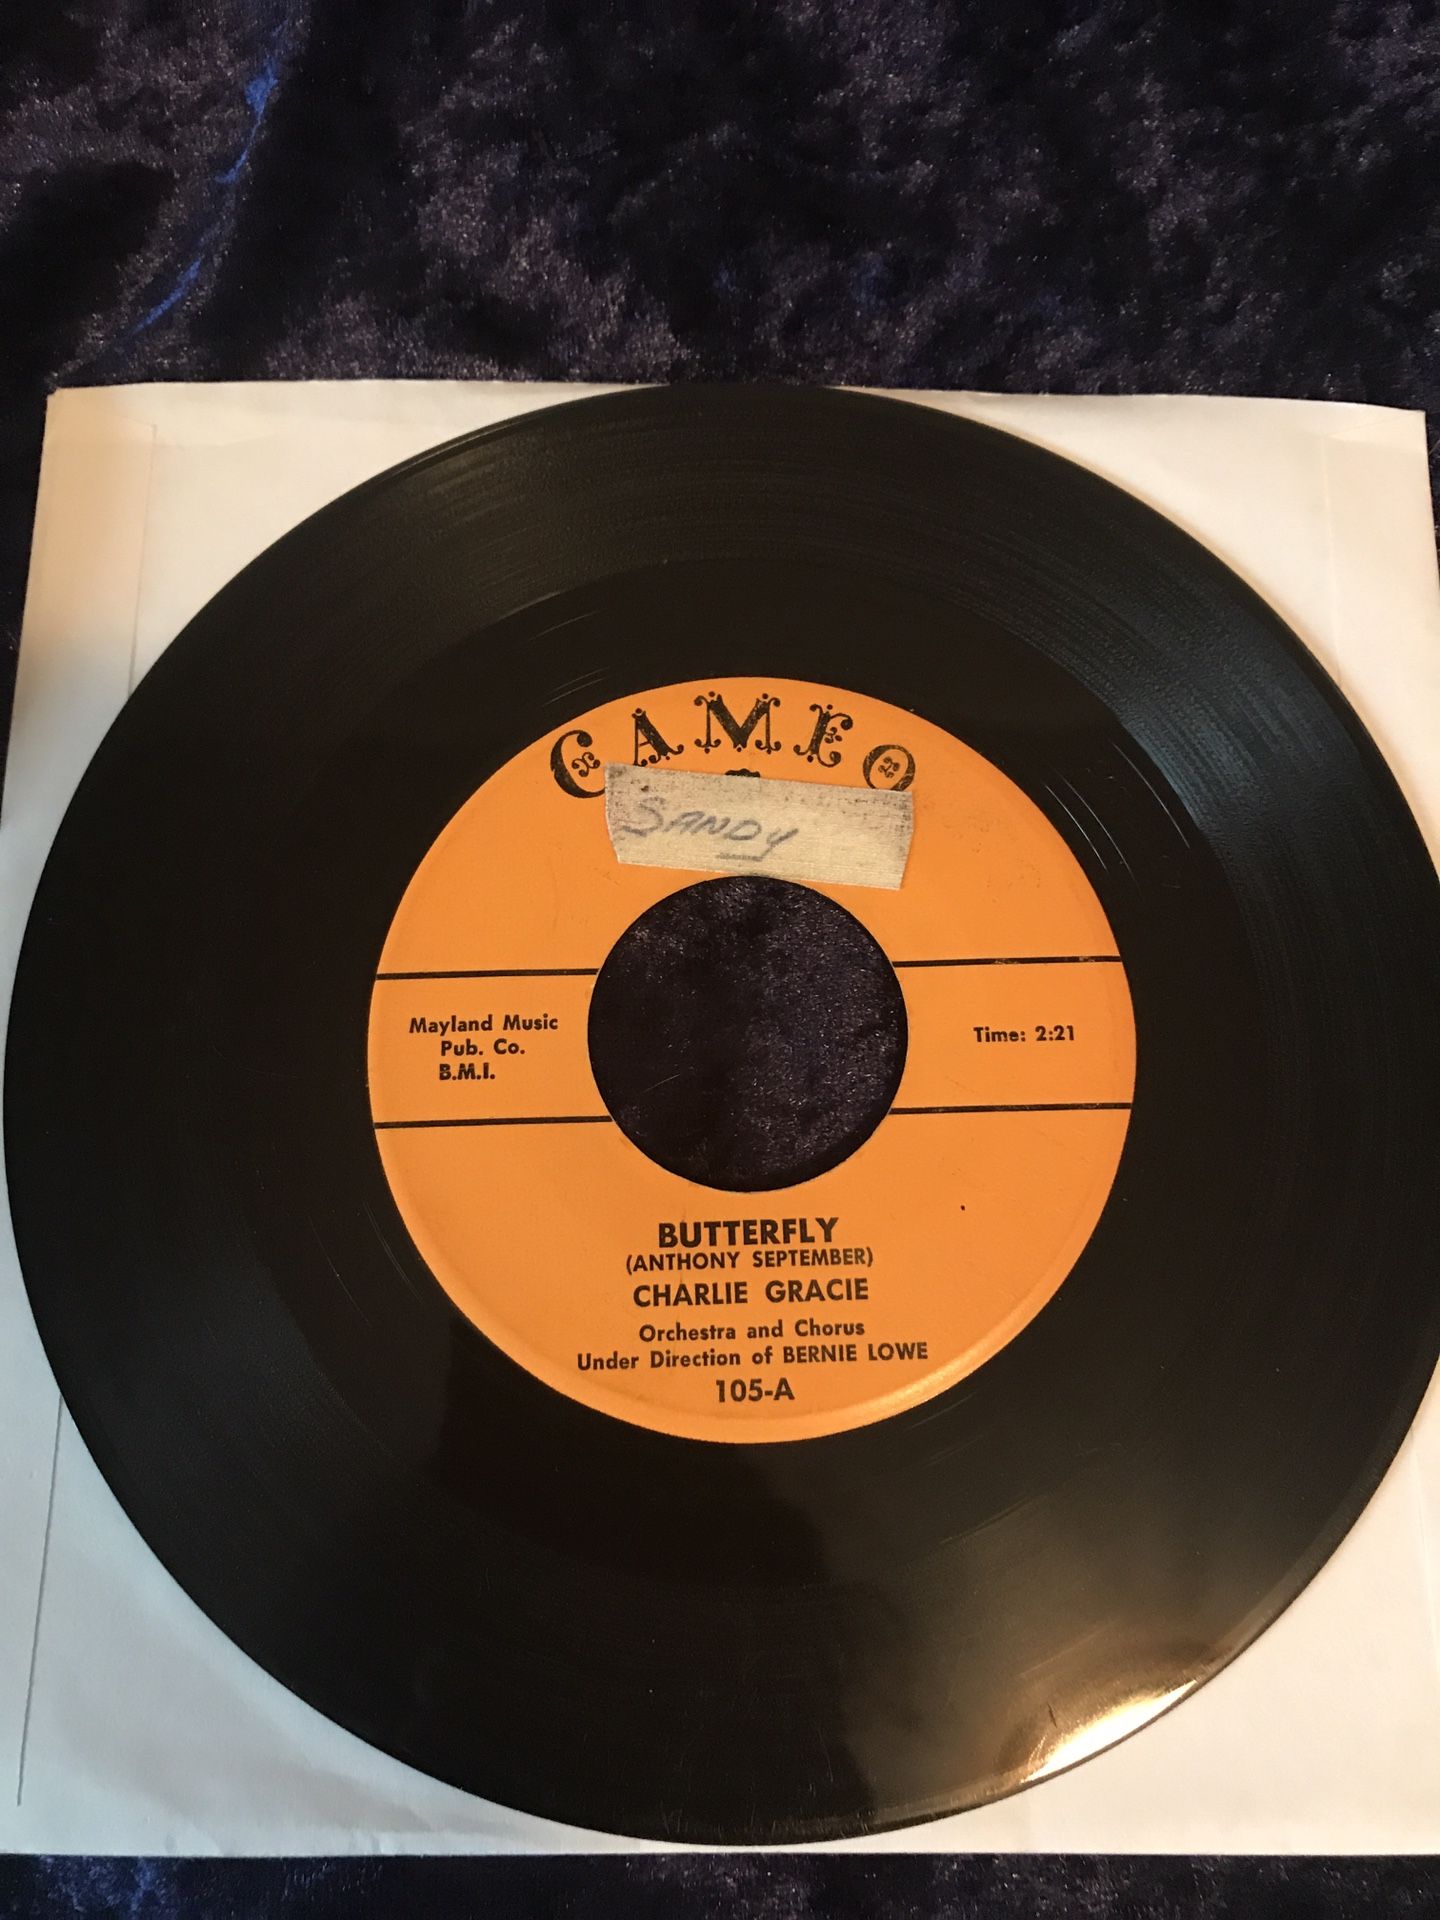 CAMEO
SANDY
Mayland Music
Pub. Co.
B.M.I.
Time: 2:21
BUTTERFLY
(ANTHONY SEPTEMBER)
CHARLIE GRACIE
Orchestra and Chorus
Under Direction of BERNIE LOWE
105-A